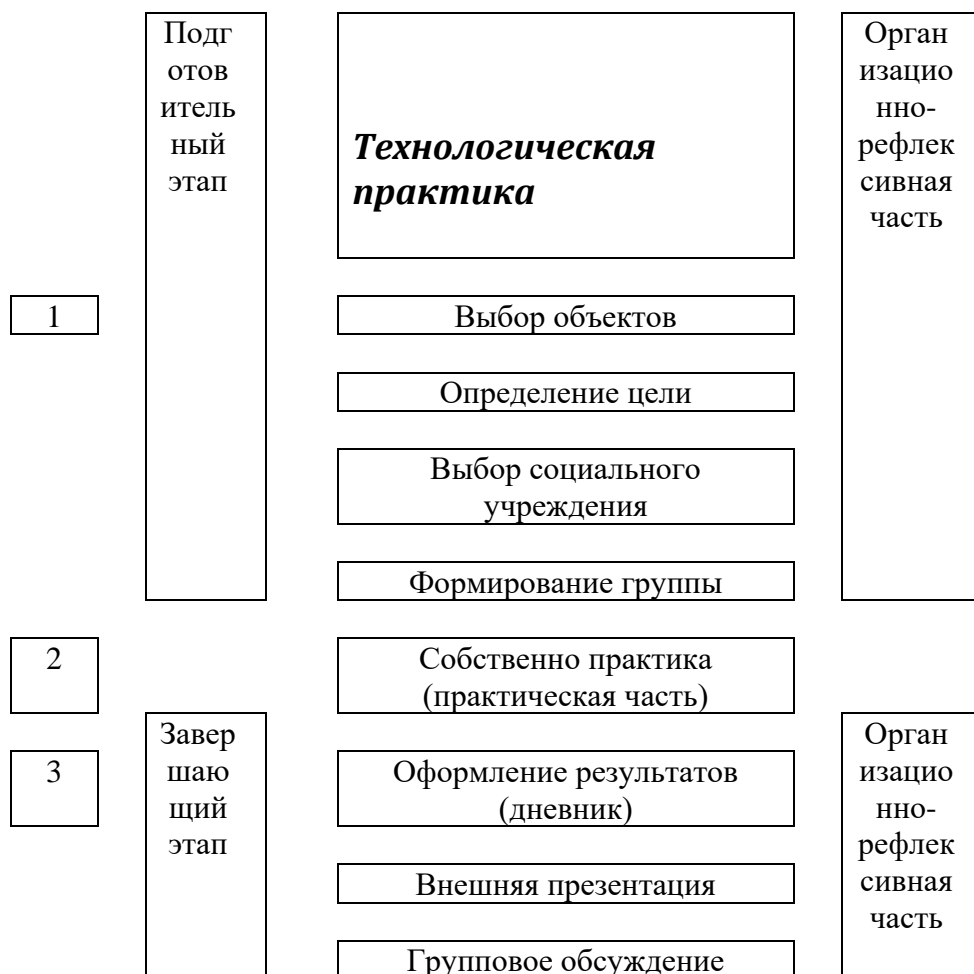 Подг
отов
итель
ный
этап
Технологическая
практика
Орган
изацио
нно-
рефлек
сивная
часть
1
Выбор объектов
Определение цели
Выбор социального
учреждения
Формирование группы
2
Собственно практика
(практическая часть)
Завер
шаю
щий
этап
3
Оформление результатов
(дневник)
Внешняя презентация
Групповое обсуждение
Орган
изацио
нно-
рефлек
сивная
часть